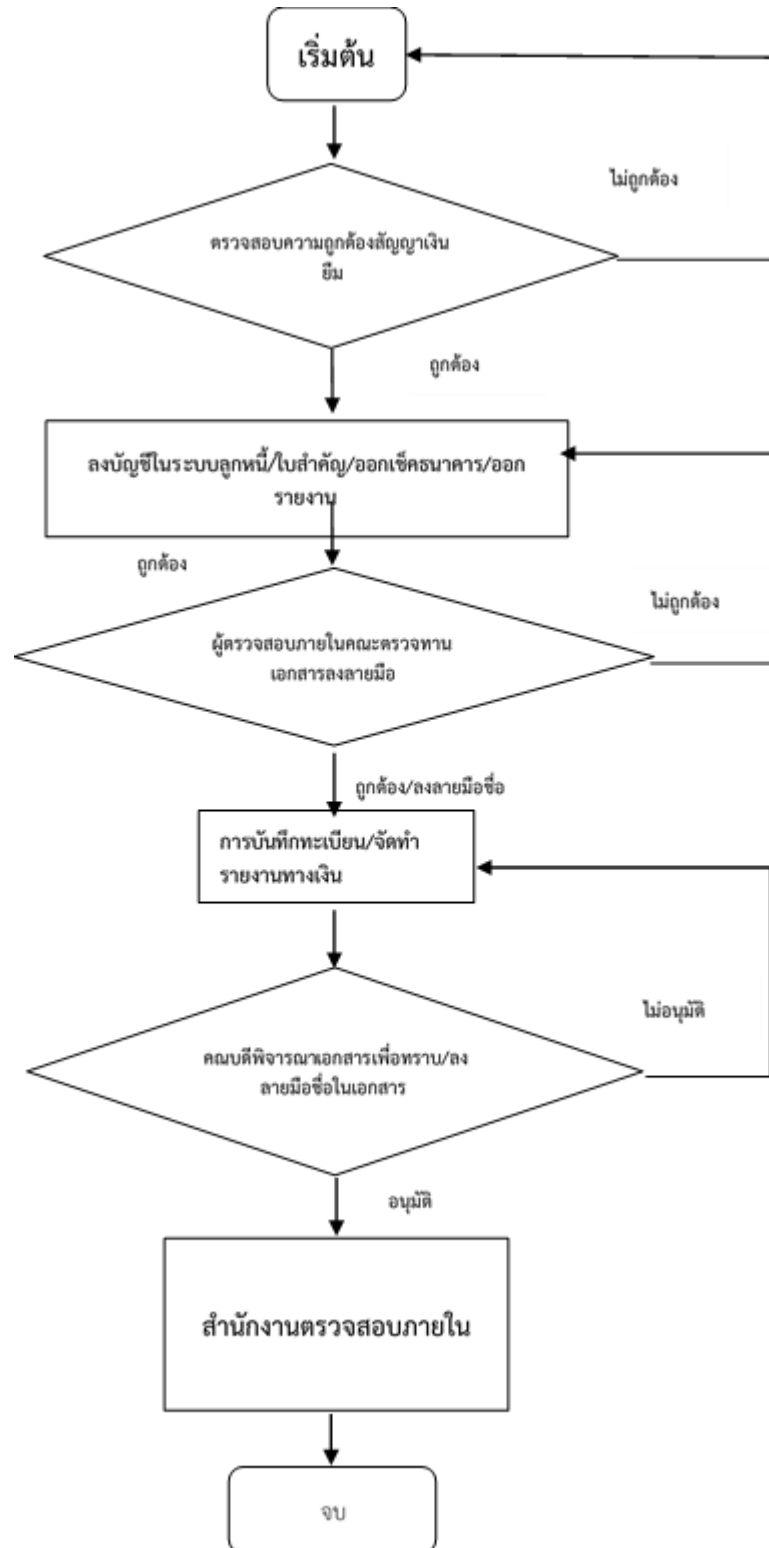 เริ่มต้น
ไม่ถูกต้อง
ตรวจสอบความถูกต้องสัญญาเงิน
ยืม
ถูกต้อง
ลงบัญชีในระบบลูกหนี้/ใบสำคัญ/ออกเช็คธนาคาร/ออก
รายงาน
ถูกต้อง
ไม่ถูกต้อง
ผู้ตรวจสอบภายในคณะตรวจทาน
เอกสารลงลายมือ
ถูกต้อง/ลงลายมือชื่อ
การบันทึกทะเบียน/จัดทำ
รายงานทางเงิน
ไม่อนุมัติ
คณบดีพิจารณาเอกสารเพื่อทราบ/ลง
ลายมือชื่อในเอกสาร
อนุมัติ
สำนักงานตรวจสอบภายใน
จบ